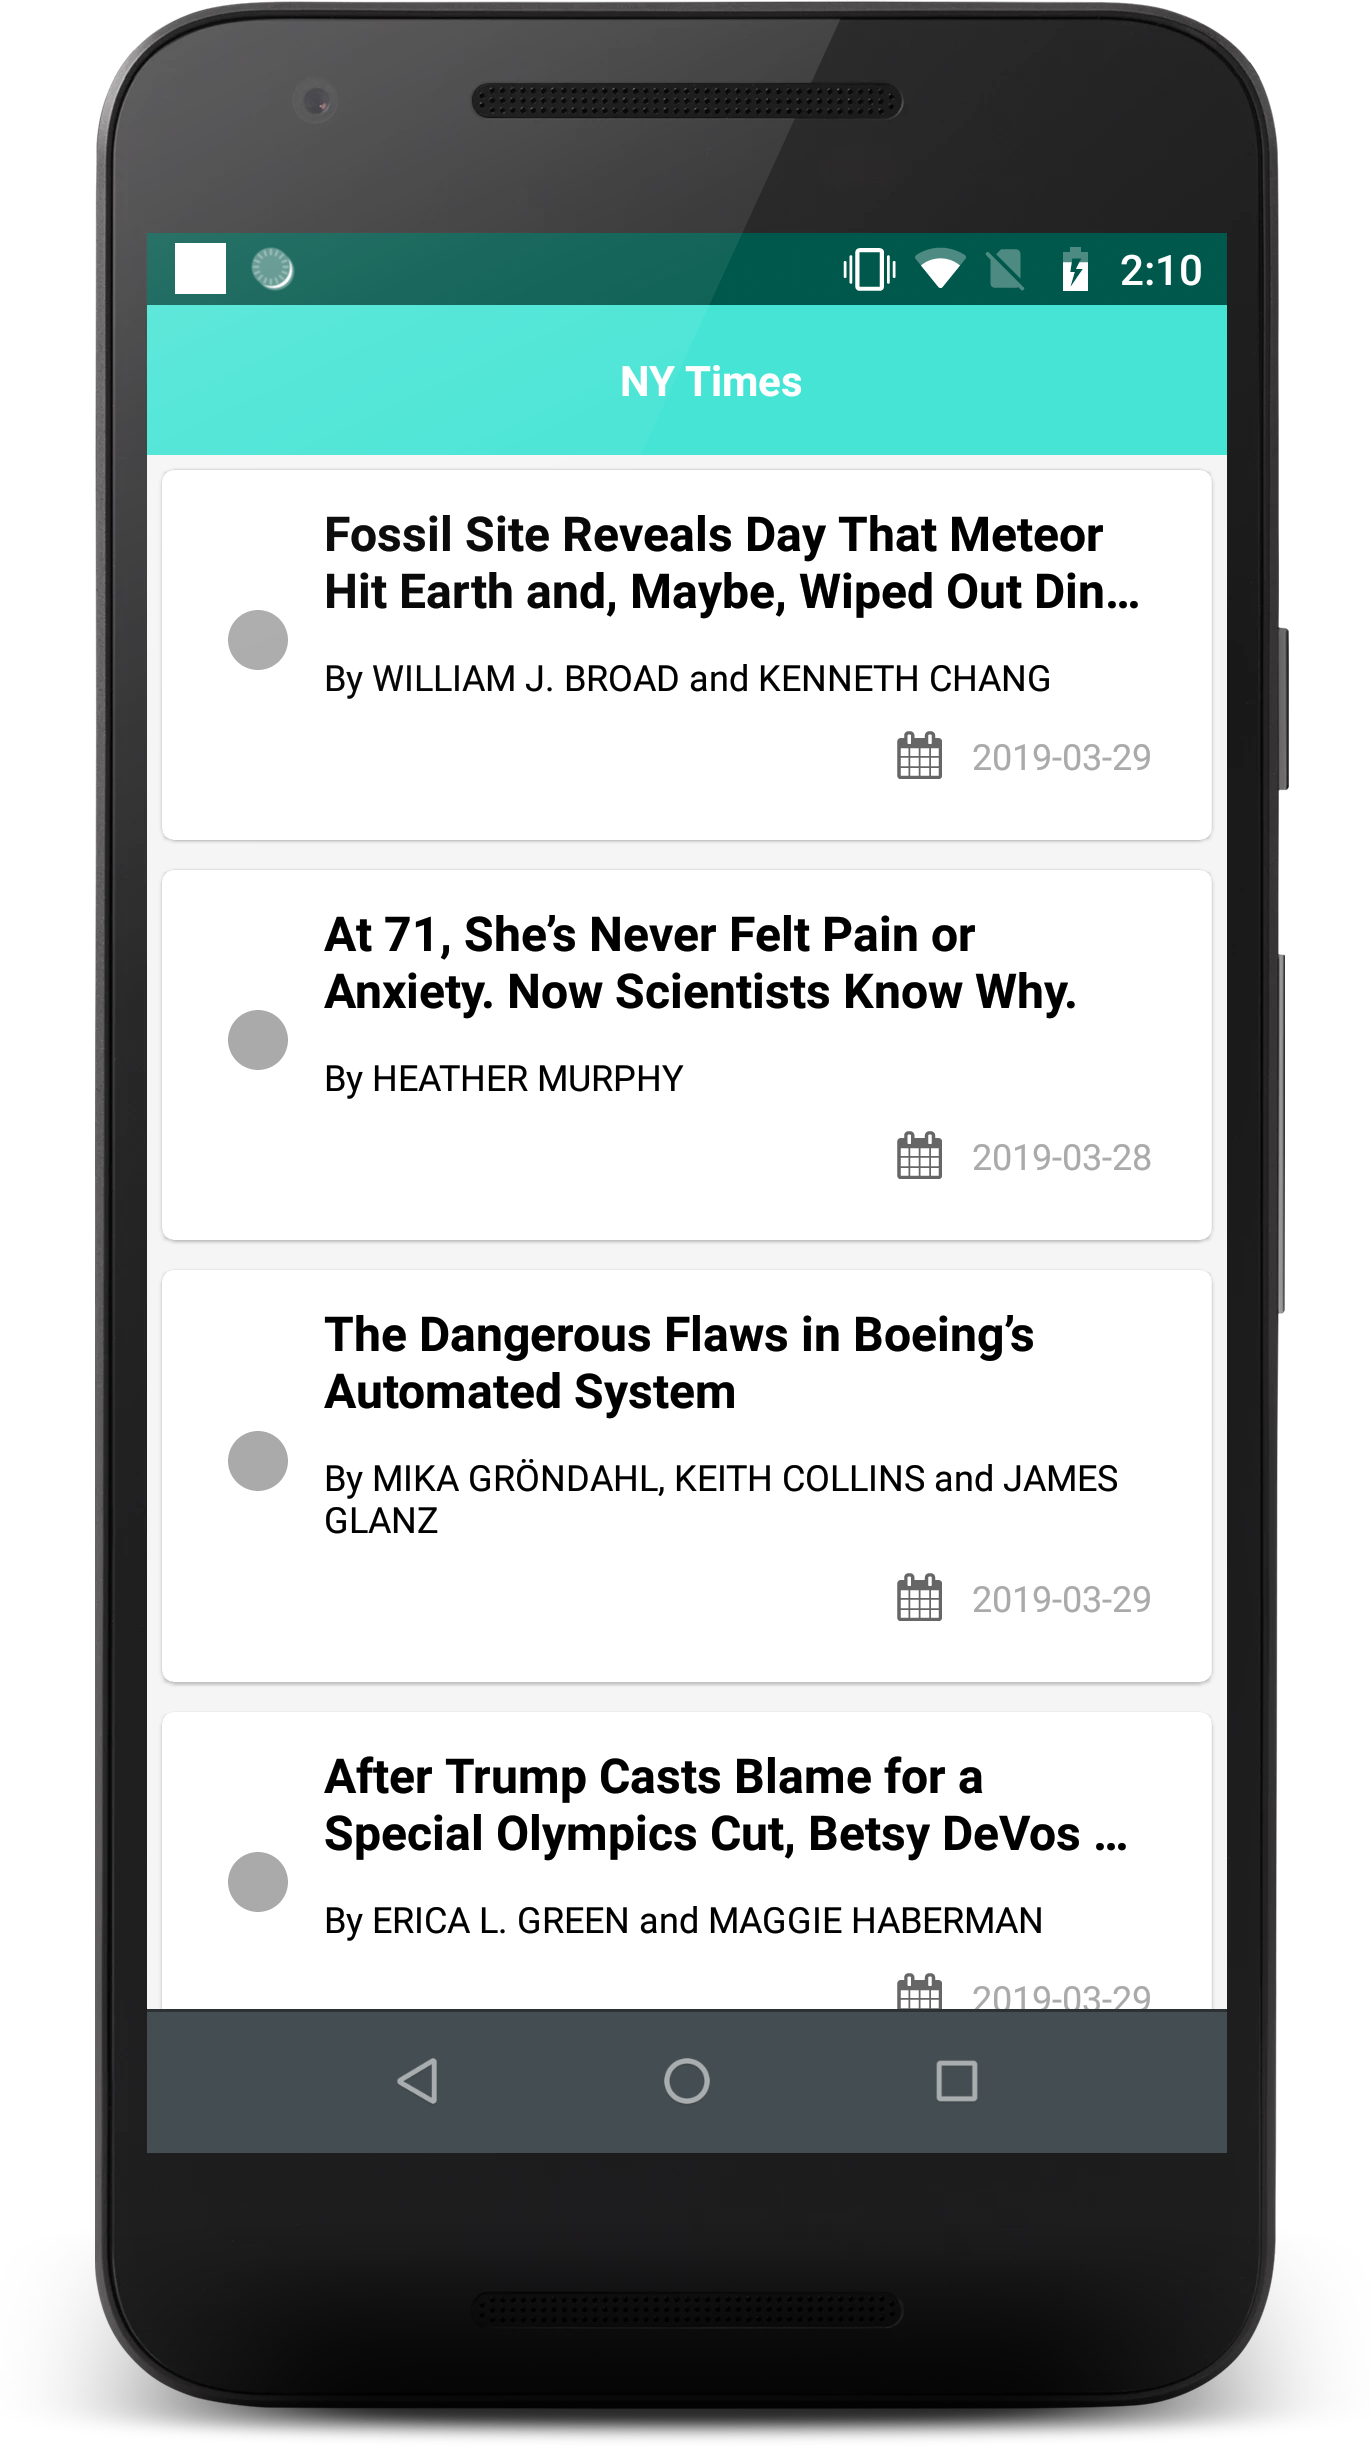 2:10
NY Times
Fossil Site Reveals Day That Meteor
Hit Earth and, Maybe, Wiped Out Din...
By WILLIAM J. BROAD and KENNETH CHANG
2019-03-29
At 71, She’s Never Felt Pain or
Anxiety. Now Scientists Know Why.
By HEATHER MURPHY
2019-03-28
The Dangerous Flaws in Boeing’s
Automated System
By MIKA GRÖNDAHL, KEITH COLLINS and JAMES
GLANZ
2019-03-29
After Trump Casts Blame for a
Special Olympics Cut, Betsy DeVos ...
By ERICA L. GREEN and MAGGIE HABERMAN
2019-03-29